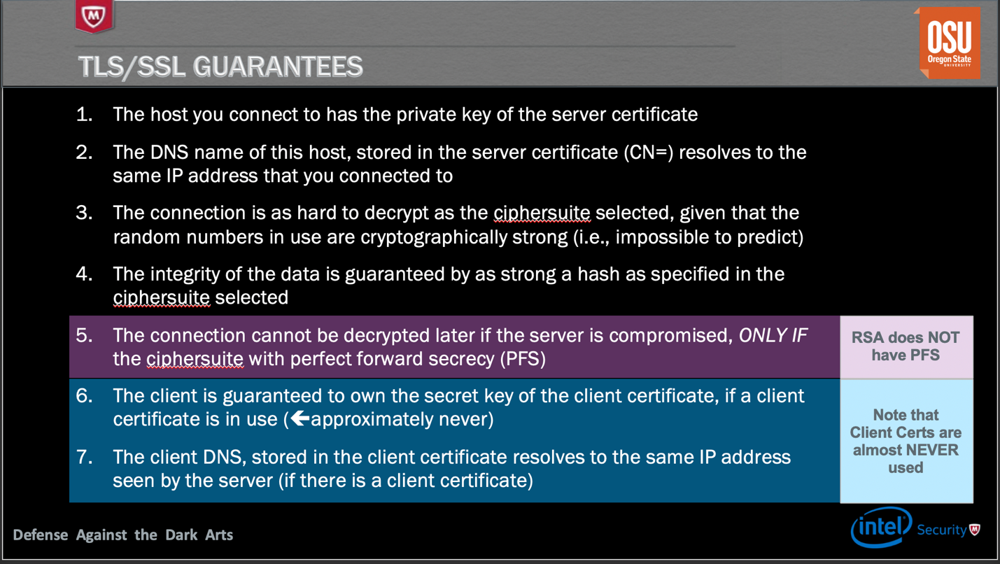 TLS/SSL GUARANTEES
OSU
Oregon State
UNIVERSITY
1. The host you connect to has the private key of the server certificate
2. The DNS name of this host, stored in the server certificate (CN=) resolves to the
same IP address that you connected to
3. The connection is as hard to decrypt as the ciphersuite selected, given that the
random numbers in use are cryptographically strong (i.e., impossible to predict)
4. The integrity of the data is guaranteed by as strong a hash as specified in the
ciphersuite selected
5. The connection cannot be decrypted later if the server is compromised, ONLY IF
the ciphersuite with perfect forward secrecy (PFS)
RSA does NOT
have PFS
6. The client is guaranteed to own the secret key of the client certificate, if a client
certificate is in use (🡸approximately never)
7. The client DNS, stored in the client certificate resolves to the same IP address
seen by the server (if there is a client certificate)
Note that
Client Certs are
almost NEVER
used
Defense Against the Dark Arts
intel Security